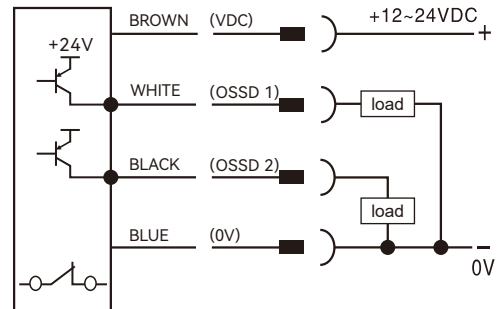 BROWN (VDC) +12~24VDC +
+24V
WHITE (OSSD 1) load
BLACK (OSSD 2)
load
BLUE (0V) −
0V